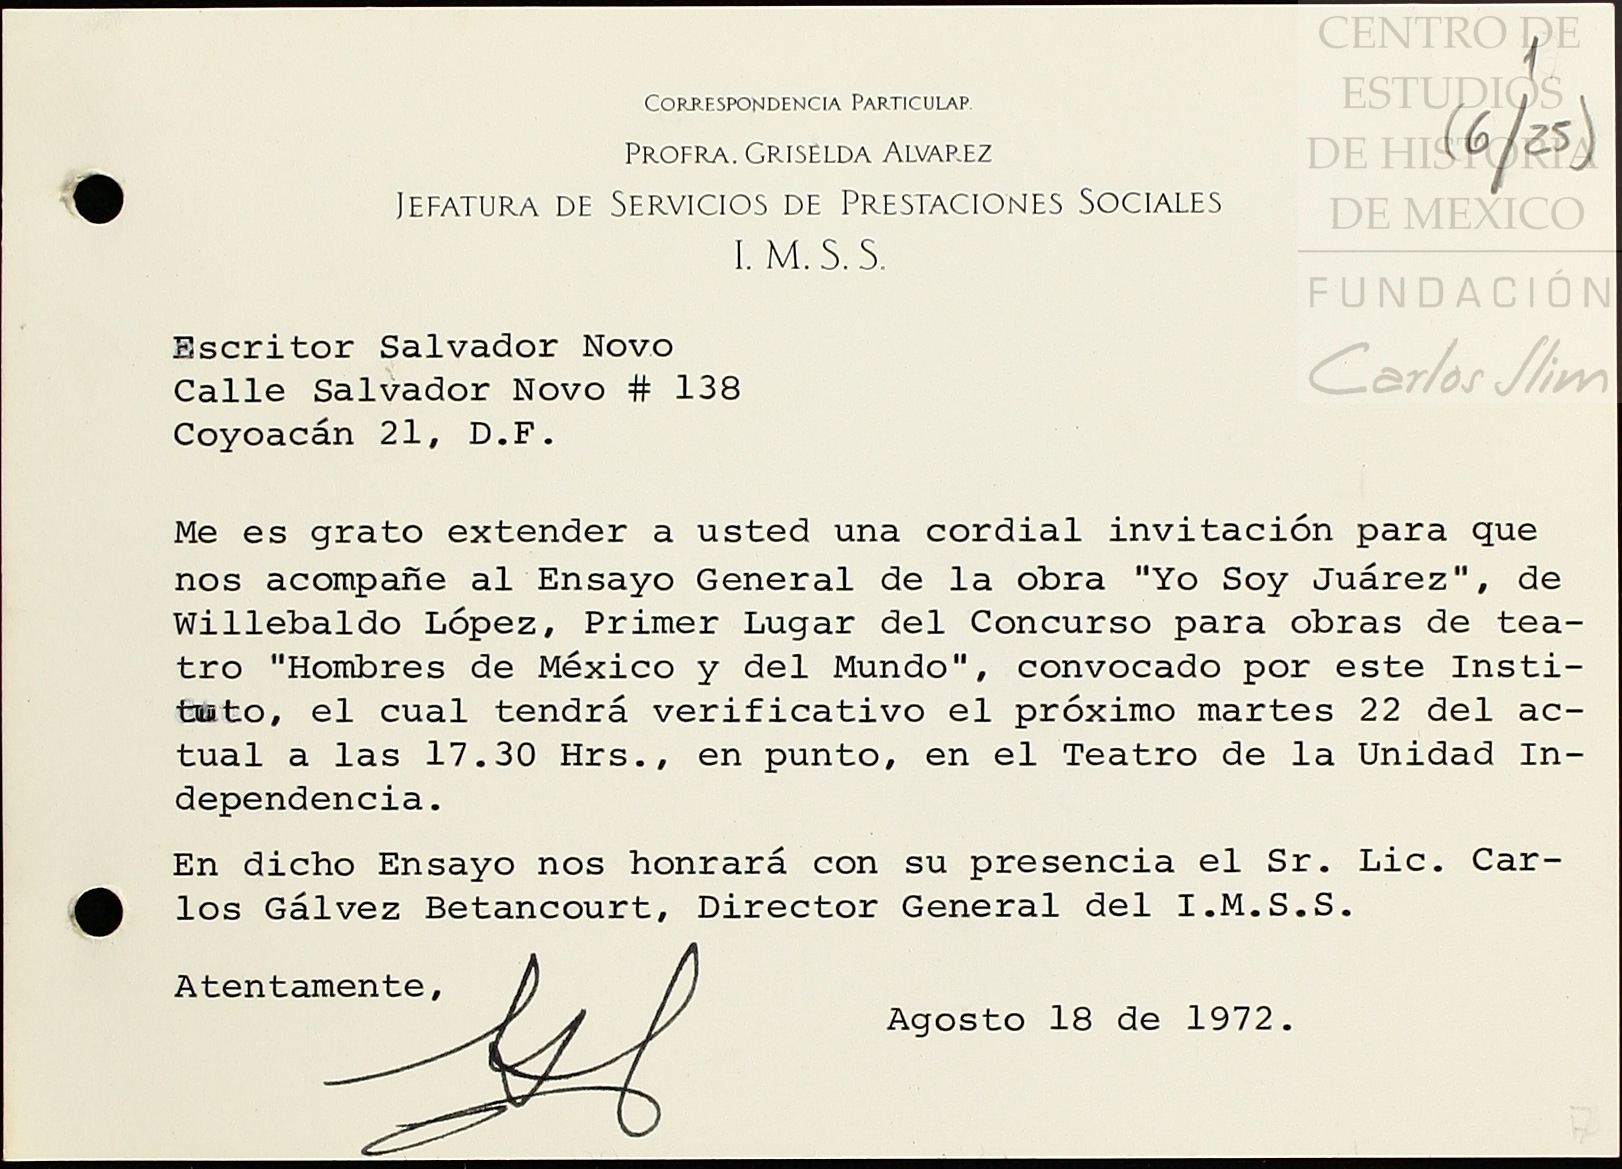 CENTRO DE
ESTUDIOS
DE HISTORIA
DE MEXICO
FUNDACIÓN
Carlos Slim
1
(6/25)
CORRESPONDENCIA PARTICULAR.
PROFRA. GRISELDA ALVAREZ
JEFATURA DE SERVICIOS DE PRESTACIONES SOCIALES
I. M. S. S.
Escritor Salvador Novo
Calle Salvador Novo # 138
Coyoacán 21, D.F.
Me es grato extender a usted una cordial invitación para que
nos acompañe al Ensayo General de la obra "Yo Soy Juárez", de
Willebaldo López, Primer Lugar del Concurso para obras de tea-
tro "Hombres de México y del Mundo", convocado por este Insti-
tuto, el cual tendrá verificativo el próximo martes 22 del ac-
tual a las 17.30 Hrs., en punto, en el Teatro de la Unidad In-
dependencia.
En dicho Ensayo nos honrará con su presencia el Sr. Lic. Car-
los Gálvez Betancourt, Director General del I.M.S.S.
Atentamente,
Agosto 18 de 1972.